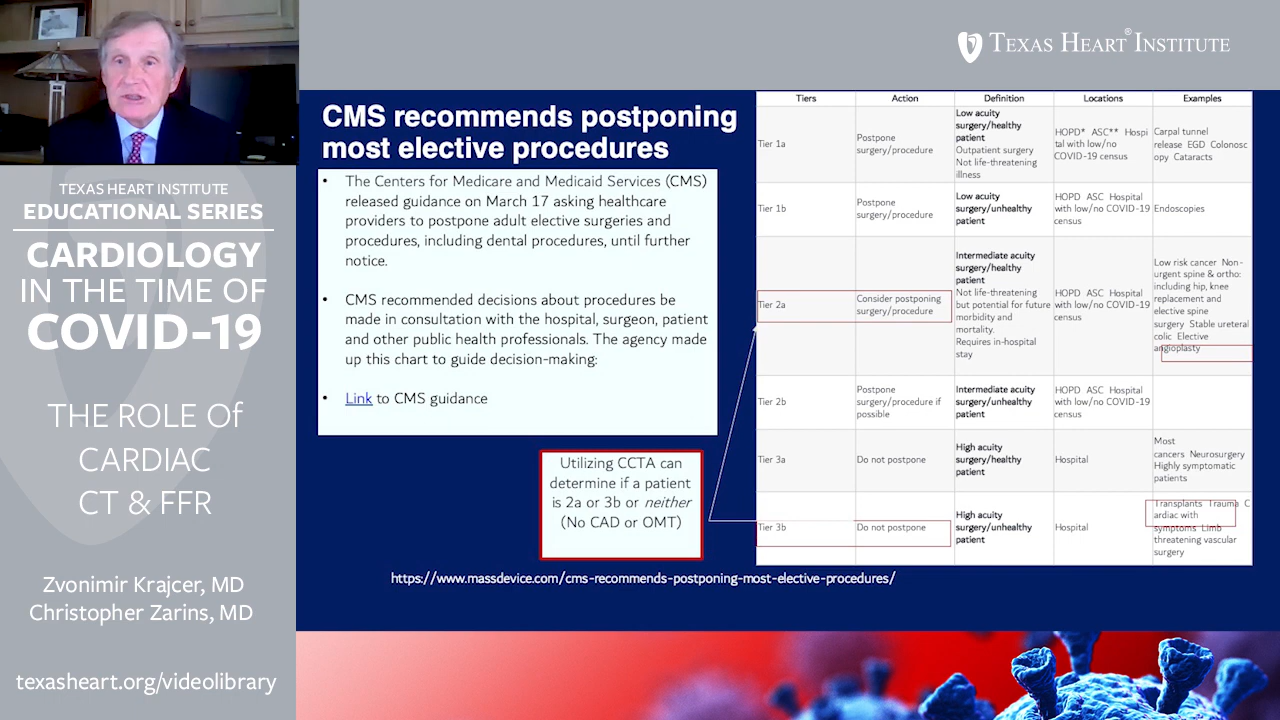 TEXAS HEART® INSTITUTE
TEXAS HEART INSTITUTE
EDUCATIONAL SERIES
CARDIOLOGY
IN THE TIME OF
COVID-19
THE ROLE Of
CARDIAC
CT & FFR
Zvonimir Krajcer, MD
Christopher Zarins, MD
texasheart.org/videolibrary
CMS recommends postponing
most elective procedures
• The Centers for Medicare and Medicaid Services (CMS)
released guidance on March 17 asking healthcare
providers to postpone adult elective surgeries and
procedures, including dental procedures, until further
notice.
• CMS recommended decisions about procedures be
made in consultation with the hospital, surgeon, patient
and other public health professionals. The agency made
up this chart to guide decision-making:
• Link to CMS guidance
Utilizing CCTA can
determine if a patient
is 2a or 3b or neither
(No CAD or OMT)
Tiers Action Definition Locations Examples
Tier 1a
Postpone
surgery/procedure
Low acuity
surgery/healthy
patient
Outpatient surgery
Not life-threatening
illness
HOPD* ASC** Hospi
tal with low/no
COVID-19 census
Carpal tunnel
release EGD Colonosc
opy Cataracts
Tier 1b
Postpone
surgery/procedure
Low acuity
surgery/unhealthy
patient
HOPD ASC Hospital
with low/no COVID-19
census
Endoscopies
Tier 2a
Consider postponing
surgery/procedure
Intermediate acuity
surgery/healthy
patient
Not life-threatening
but potential for future
morbidity and
mortality.
Requires in-hospital
stay
HOPD ASC Hospital
with low/no COVID-19
census
Low risk cancer Non-
urgent spine & ortho:
including hip, knee
replacement and
elective spine
surgery Stable ureteral
colic Elective
angioplasty
Tier 2b
Postpone
surgery/procedure if
possible
Intermediate acuity
surgery/unhealthy
patient
HOPD ASC Hospital
with low/no COVID-19
census
Tier 3a
Do not postpone
High acuity
surgery/healthy
patient
Hospital
Most
cancers Neurosurgery
Highly symptomatic
patients
Tier 3b
Do not postpone
High acuity
surgery/unhealthy
patient
Hospital
Transplants Trauma C
ardiac with
symptoms Limb
threatening vascular
surgery
https://www.massdevice.com/cms-recommends-postponing-most-elective-procedures/